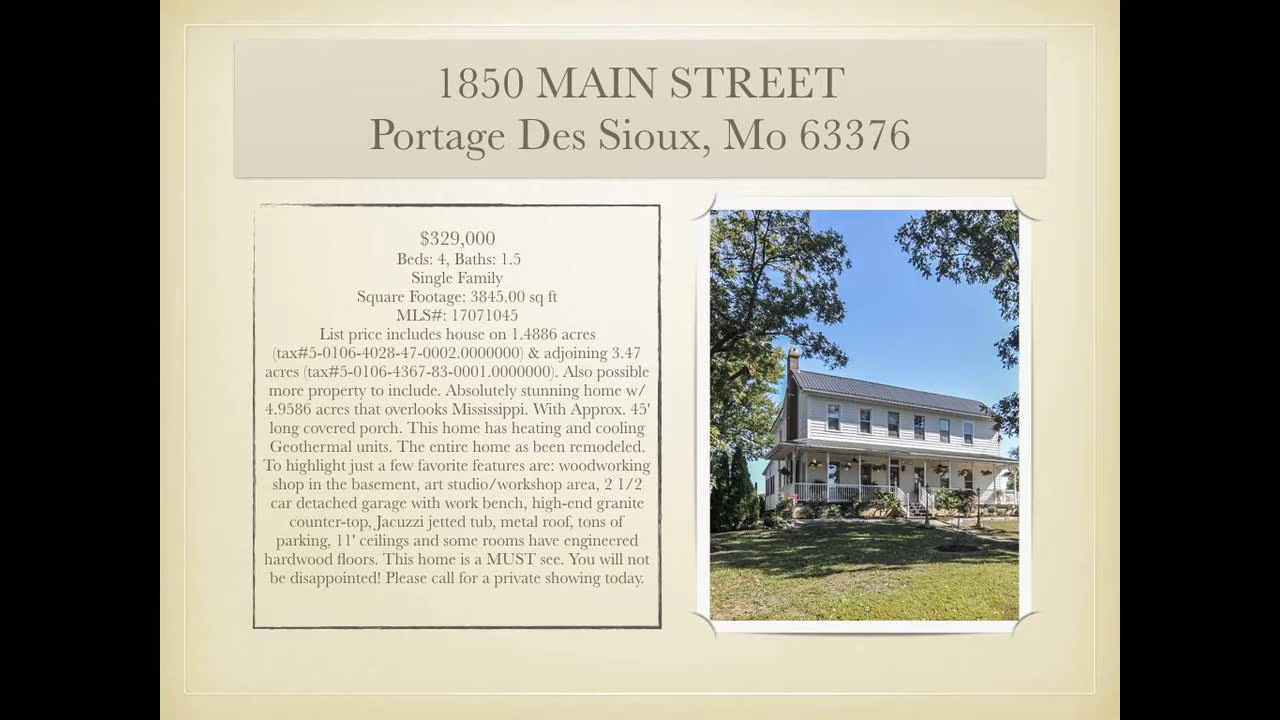 1850 MAIN STREET
Portage Des Sioux, Mo 63376
$329,000
Beds: 4, Baths: 1.5
Single Family
Square Footage: 3845.00 sq ft
MLS#: 17071045
List price includes house on 1.4886 acres
(tax#5-0106-4028-47-0002.0000000) & adjoining 3.47
acres (tax#5-0106-4367-83-0001.0000000). Also possible
more property to include. Absolutely stunning home w/
4.9586 acres that overlooks Mississippi. With Approx. 45'
long covered porch. This home has heating and cooling
Geothermal units. The entire home as been remodeled.
To highlight just a few favorite features are: woodworking
shop in the basement, art studio/workshop area, 2 1/2
car detached garage with work bench, high-end granite
counter-top, Jacuzzi jetted tub, metal roof, tons of
parking, 11' ceilings and some rooms have engineered
hardwood floors. This home is a MUST see. You will not
be disappointed! Please call for a private showing today.